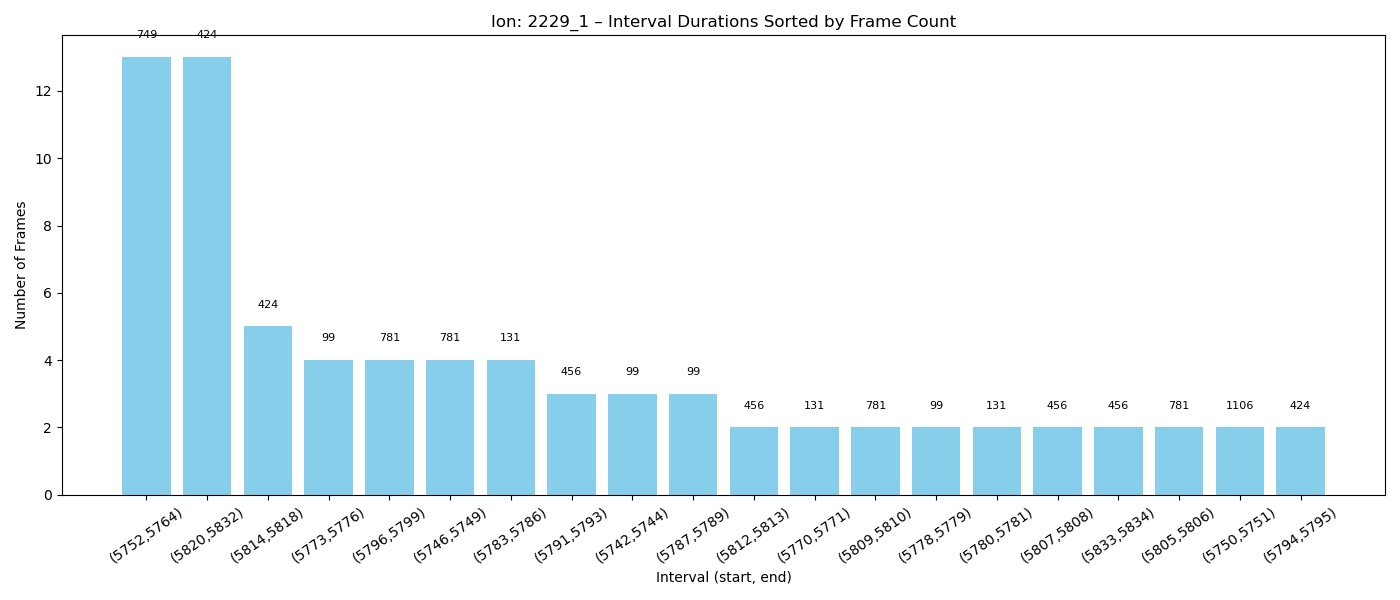 Ion: 2229_1 – Interval Durations Sorted by Frame Count
749 424
424
99 781 781 131
456 99 99
456 131 781 99 131 456 456 781 1106 424
12
10
8
6
4
2
0
Number of Frames
(5752,5764) (5820,5832) (5814,5818) (5773,5776) (5796,5799) (5746,5749) (5783,5786) (5791,5793) (5742,5744) (5787,5789) (5812,5813) (5770,5771) (5809,5810) (5778,5779) (5780,5781) (5807,5808) (5833,5834) (5805,5806) (5750,5751) (5794,5795)
Interval (start, end)